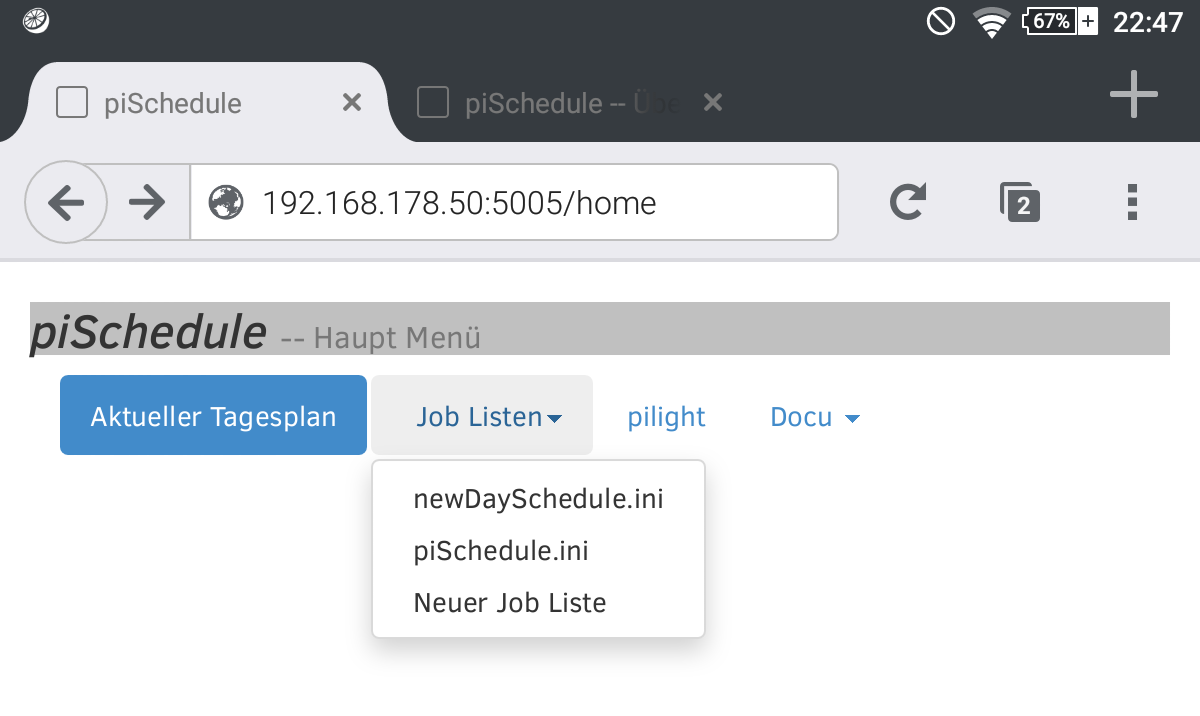 67% 22:47
piSchedule piSchedule -- Übe
192.168.178.50:5005/home 2
piSchedule -- Haupt Menü
Aktueller Tagesplan Job Listen pilight Docu
newDaySchedule.ini
piSchedule.ini
Neuer Job Liste